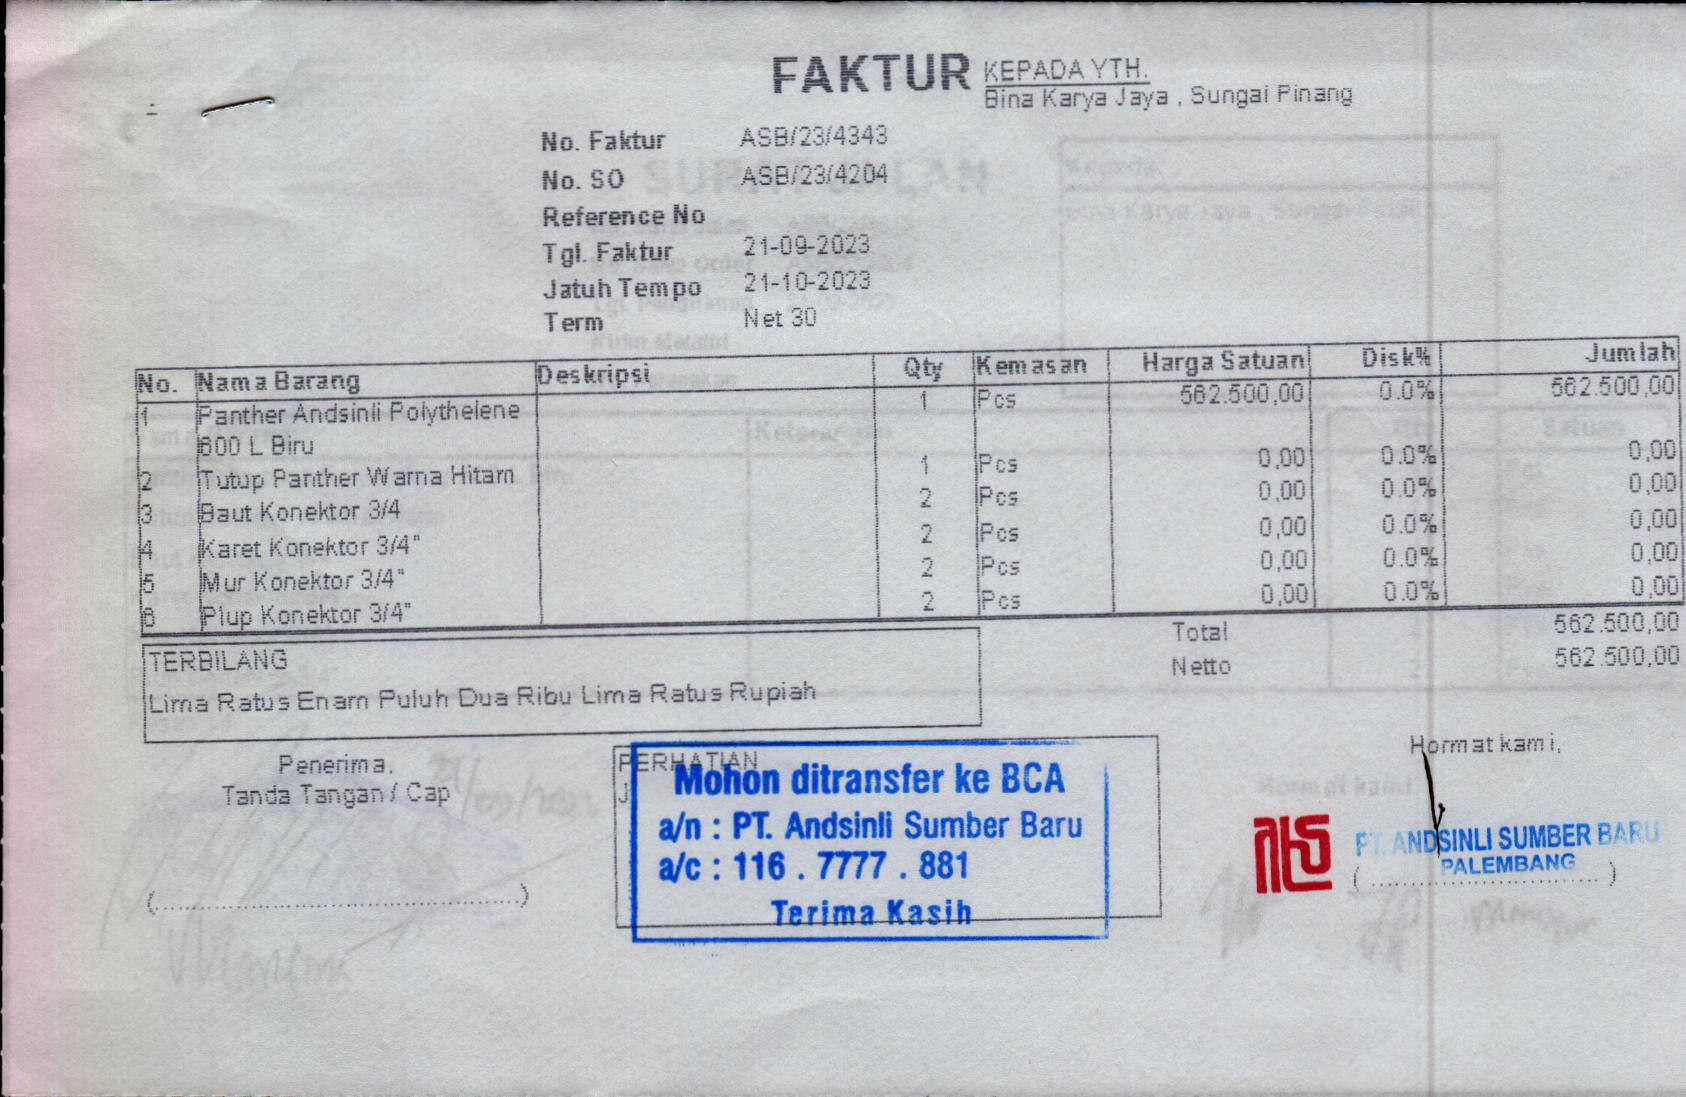 FAKTUR
KEPADA YTH.
Bina Karya Jaya , Sungai Pinang
No. Faktur ASB/23/4343
No. SO ASB/23/4204
Reference No
Tgl. Faktur 21-09-2023
Jatuh Tempo 21-10-2023
Term Net 30
No. Nama Barang Deskripsi Qty Kemasan Harga Satuan Disk% Jumlah
1 Panther Andsinli Polythelene 1 Pcs 562.500,00 0.0% 562.500,00
600 L Biru
2 Tutup Panther Warna Hitam 1 Pcs 0,00 0.0% 0,00
3 Baut Konektor 3/4 2 Pcs 0,00 0.0% 0,00
4 Karet Konektor 3/4" 2 Pcs 0,00 0.0% 0,00
5 Mur Konektor 3/4" 2 Pcs 0,00 0.0% 0,00
6 Plup Konektor 3/4" 2 Pcs 0,00 0.0% 0,00
Total 562.500,00
Netto 562.500,00
TERBILANG
Lima Ratus Enam Puluh Dua Ribu Lima Ratus Rupiah
Penerima,
Tanda Tangan / Cap
PERHATIAN
Mohon ditransfer ke BCA
a/n : PT. Andsinli Sumber Baru
a/c : 116 . 7777 . 881
Terima Kasih
Hormat kami,
PT. ANDSINLI SUMBER BARU
PALEMBANG